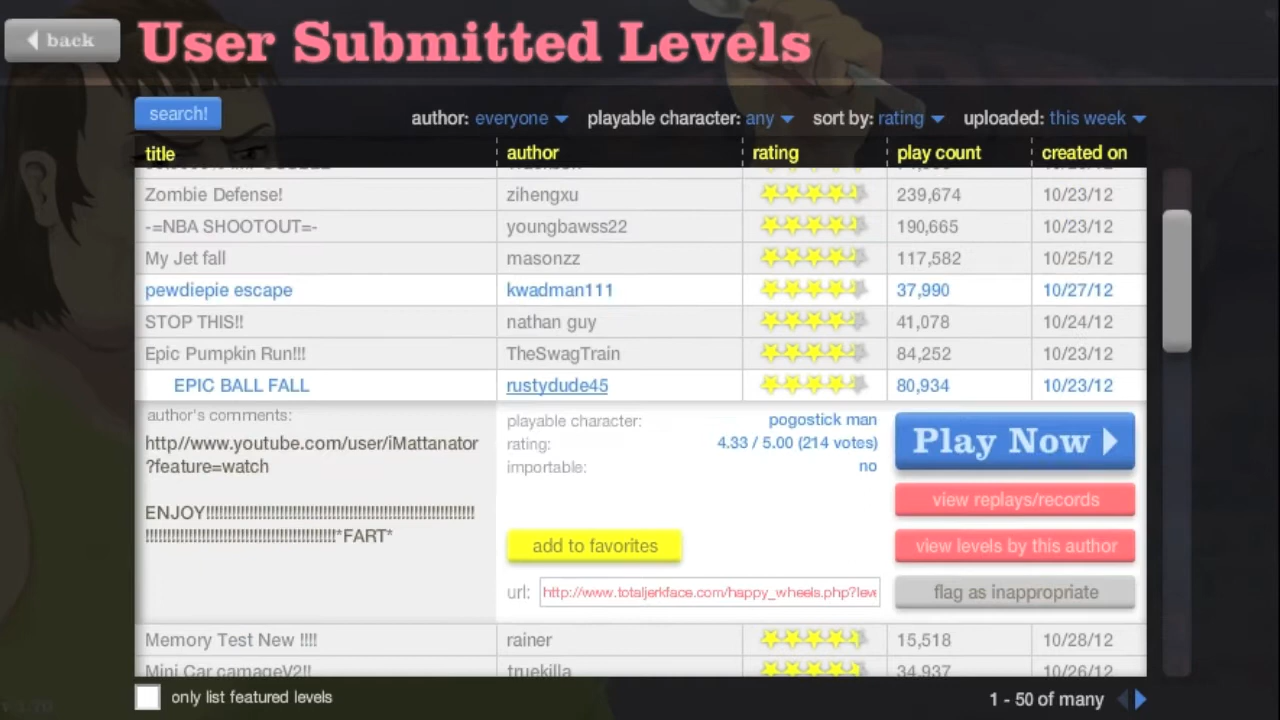 back
User Submitted Levels
search!
author: everyone playable character: any sort by: rating uploaded: this week
title author rating play count created on
Zombie Defense! zihengxu 239,674 10/23/12
-=NBA SHOOTOUT=- youngbawss22 190,665 10/23/12
My Jet fall masonzz 117,582 10/25/12
pewdiepie escape kwadman111 37,990 10/27/12
STOP THIS!! nathan guy 41,078 10/24/12
Epic Pumpkin Run!!! TheSwagTrain 84,252 10/23/12
EPIC BALL FALL rustydude45 80,934 10/23/12
author's comments:
http//www.youtube.com/user/iMattanator
?feature=watch
ENJOY!!!!!!!!!!!!!!!!!!!!!!!!!!!!!!!!!!!!!!!!!!!!!!!!!!!!!!!!!!!!!!
!!!!!!!!!!!!!!!!!!!!!!!!!!!!!!!!!!!!!!!!!!!!*FART*
playable character: pogostick man
rating: 4.33 / 5.00 (214 votes)
importable: no
add to favorites
url: http://www.totaljerkface.com/happy_wheels.php?leve
Play Now
view replays/records
view levels by this author
flag as inappropriate
Memory Test New !!!! rainer 15,518 10/28/12
Mini Car camageV2!! truekilla 34,937 10/26/12
only list featured levels
1 - 50 of many